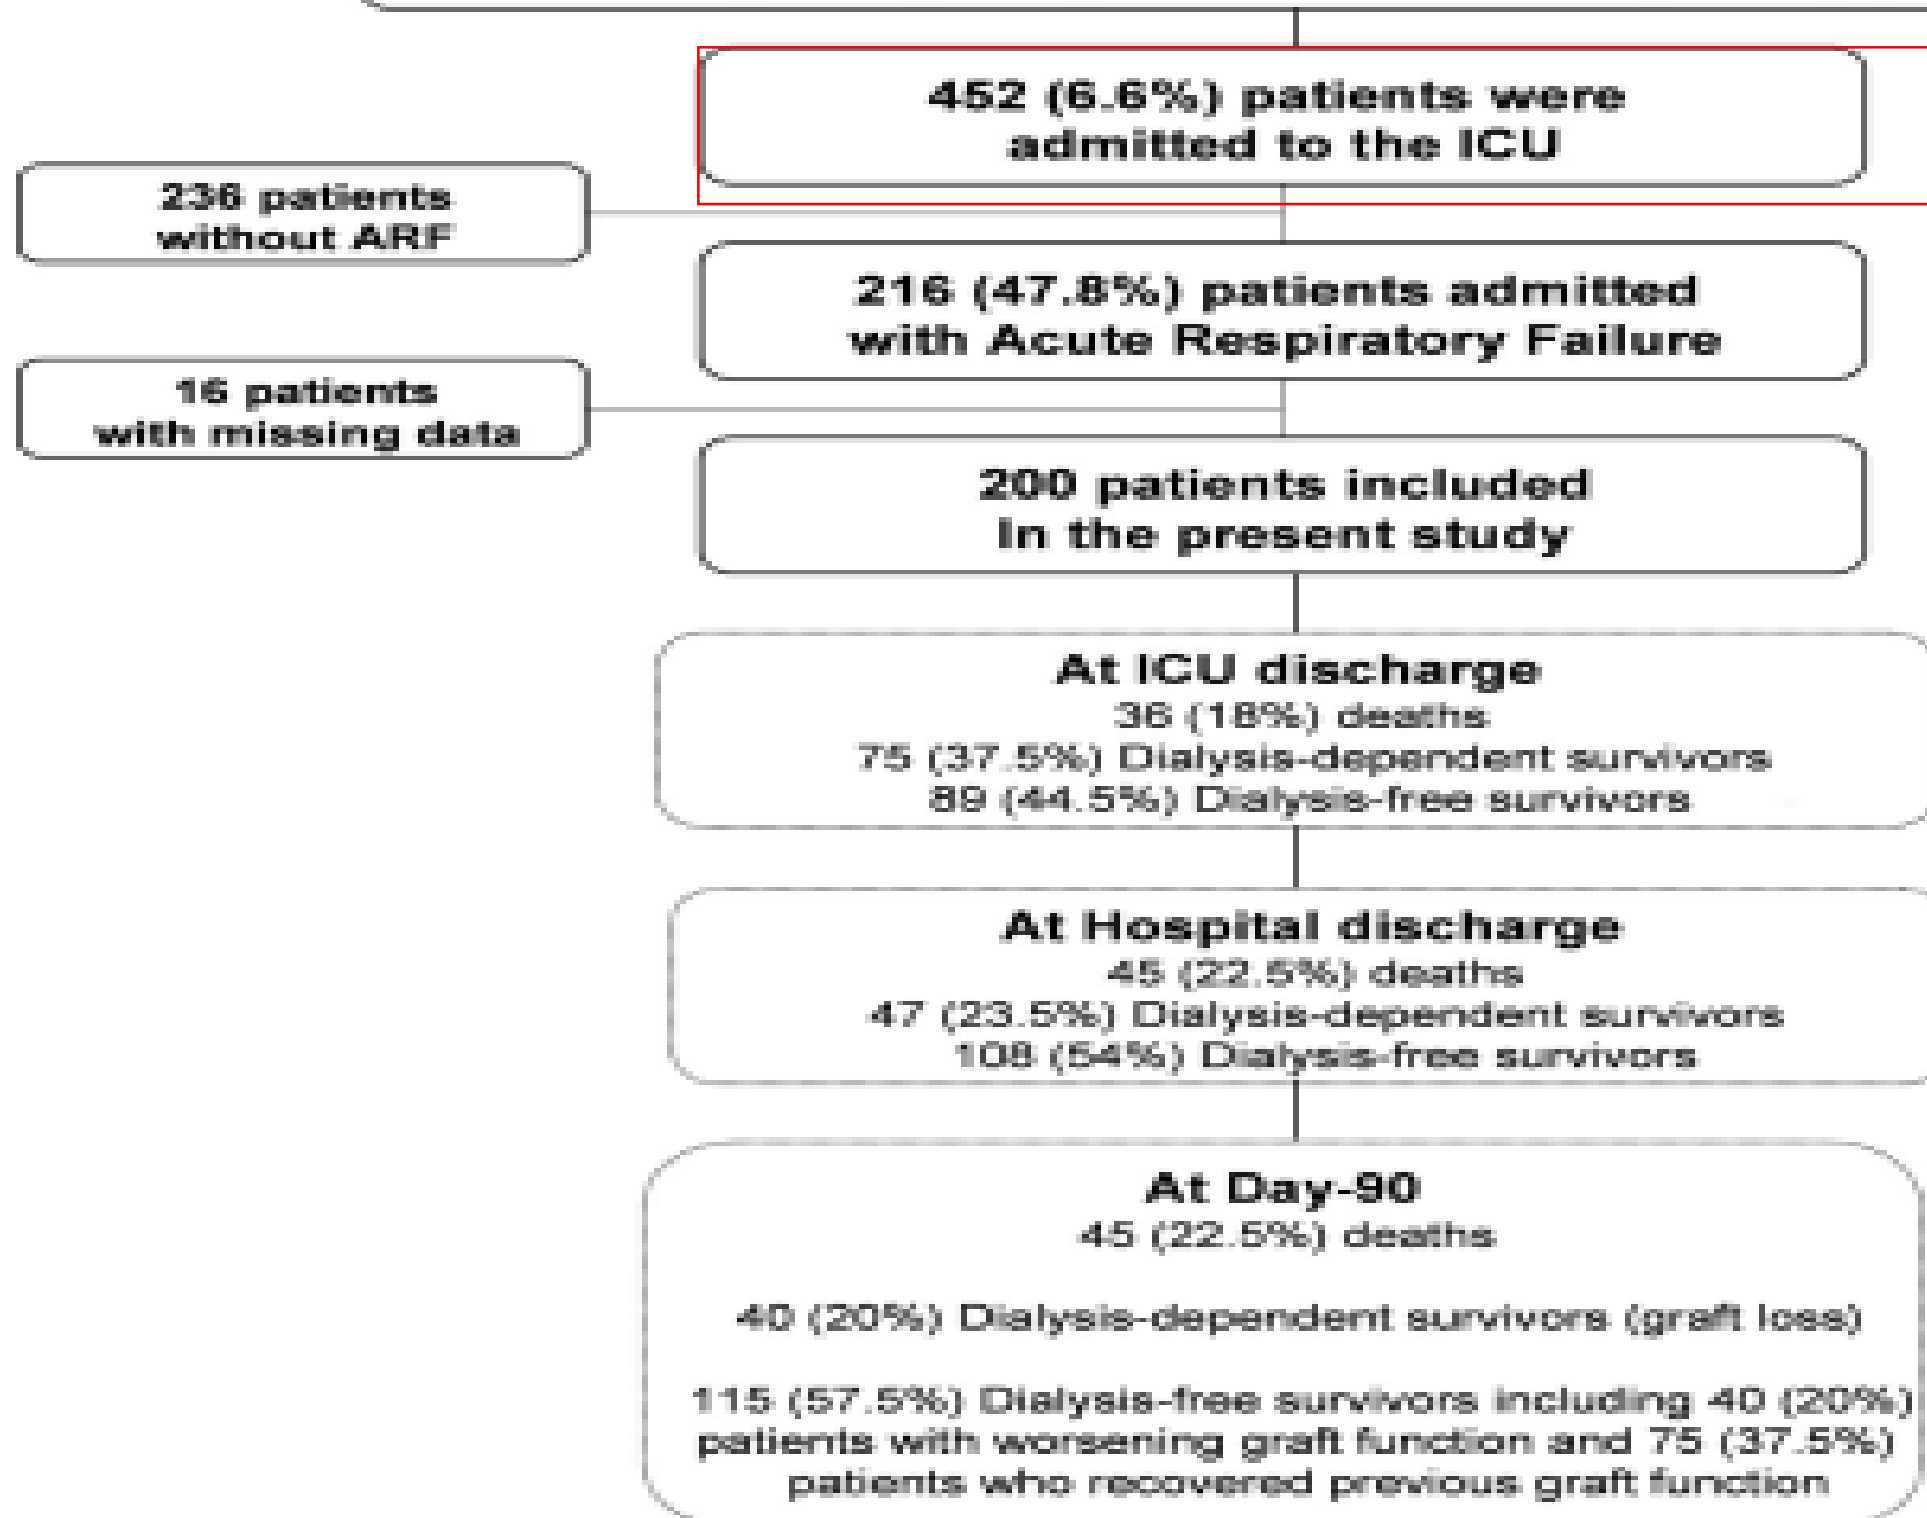 452 (6.6%) patients were
admitted to the ICU
236 patients
without ARF
216 (47.8%) patients admitted
with Acute Respiratory Failure
16 patients
with missing data
200 patients included
In the present study
At ICU discharge
36 (18%) deaths
75 (37.5%) Dialysis-dependent survivors
89 (44.5%) Dialysis-free survivors
At Hospital discharge
45 (22.5%) deaths
47 (23.5%) Dialysis-dependent survivors
108 (54%) Dialysis-free survivors
At Day-90
45 (22.5%) deaths
40 (20%) Dialysis-dependent survivors (graft loss)
115 (57.5%) Dialysis-free survivors including 40 (20%)
patients with worsening graft function and 75 (37.5%)
patients who recovered previous graft function